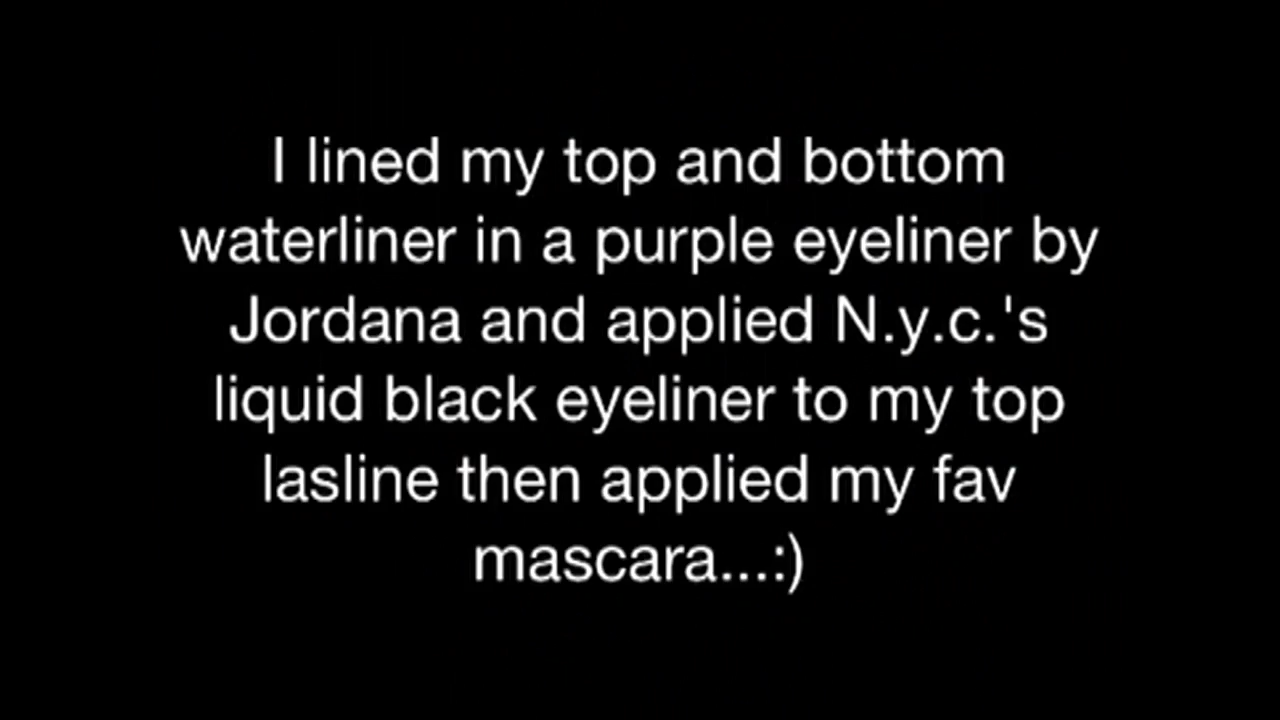 I lined my top and bottom
waterliner in a purple eyeliner by
Jordana and applied N.y.c.'s
liquid black eyeliner to my top
lasline then applied my fav
mascara...:)